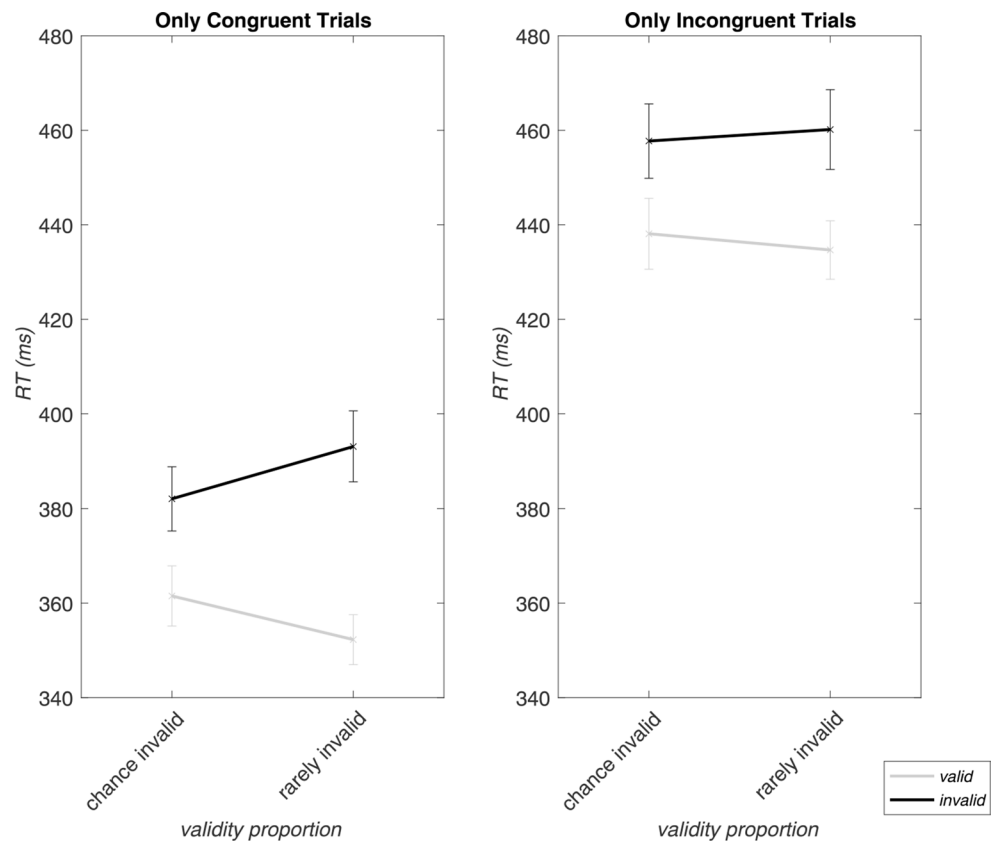 Only Congruent Trials
480
460
440
420
400
380
360
340
RT (ms)
chance invalid
rarely invalid
validity proportion
Only Incongruent Trials
480
460
440
420
400
380
360
340
RT (ms)
chance invalid
rarely invalid
validity proportion
valid
invalid